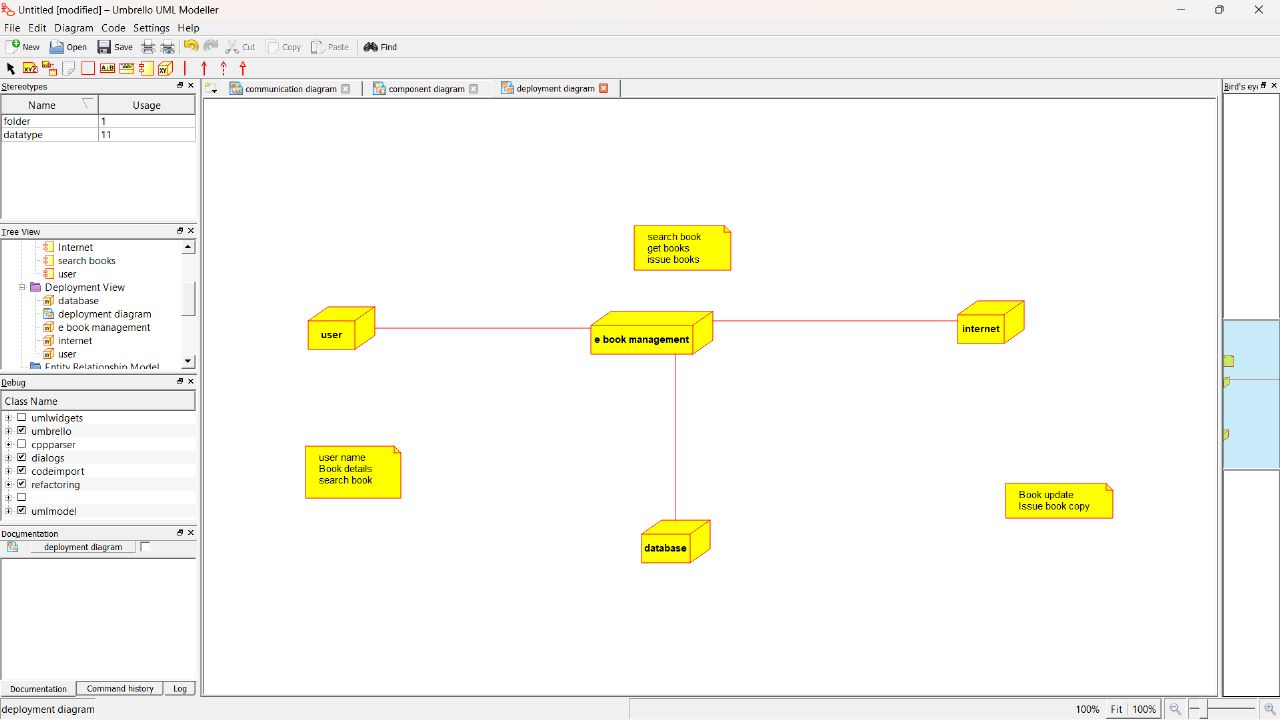 Untitled [modified] – Umbrello UML Modeller
File Edit Diagram Code Settings Help
New Open Save Cut Copy Paste Find
Stereotypes
Name Usage
folder 1
datatype 11
Tree View
Internet
search books
user
Deployment View
database
deployment diagram
e book management
internet
user
Entity Relationship Model
Debug
Class Name
umlwidgets
umbrello
cppparser
dialogs
codeimport
refactoring
umlmodel
Documentation
deployment diagram
Documentation Command history Log
deployment diagram
communication diagram component diagram deployment diagram
search book
get books
issue books
user
e book management
internet
user name
Book details
search book
Book update
Issue book copy
database
Bird's eye
100% Fit 100%